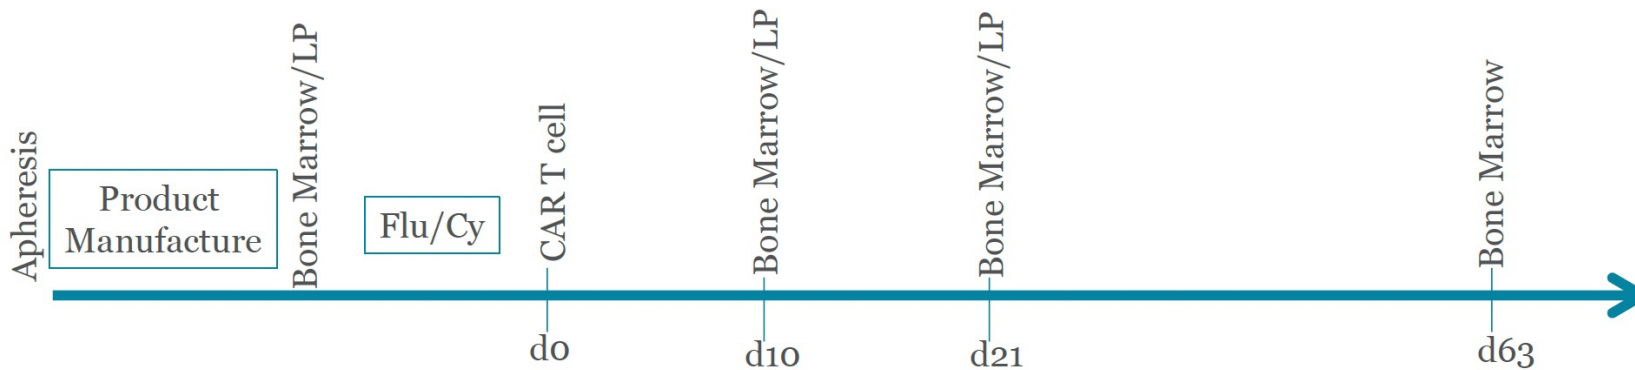 Apheresis
Product
Manufacture
Bone Marrow/LP
Flu/Cy
CAR T cell
Bone Marrow/LP
Bone Marrow/LP
Bone Marrow
d0
d10
d21
d63